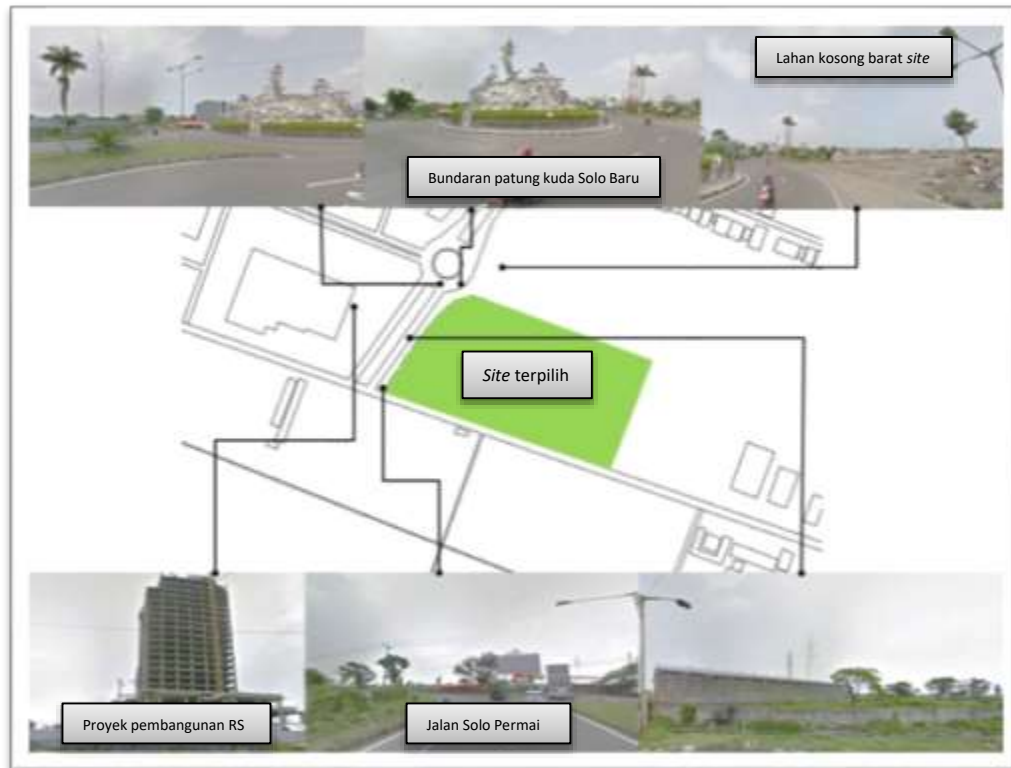 Lahan kosong barat site
Bundaran patung kuda Solo Baru
Site terpilih
Proyek pembangunan RS
Jalan Solo Permai